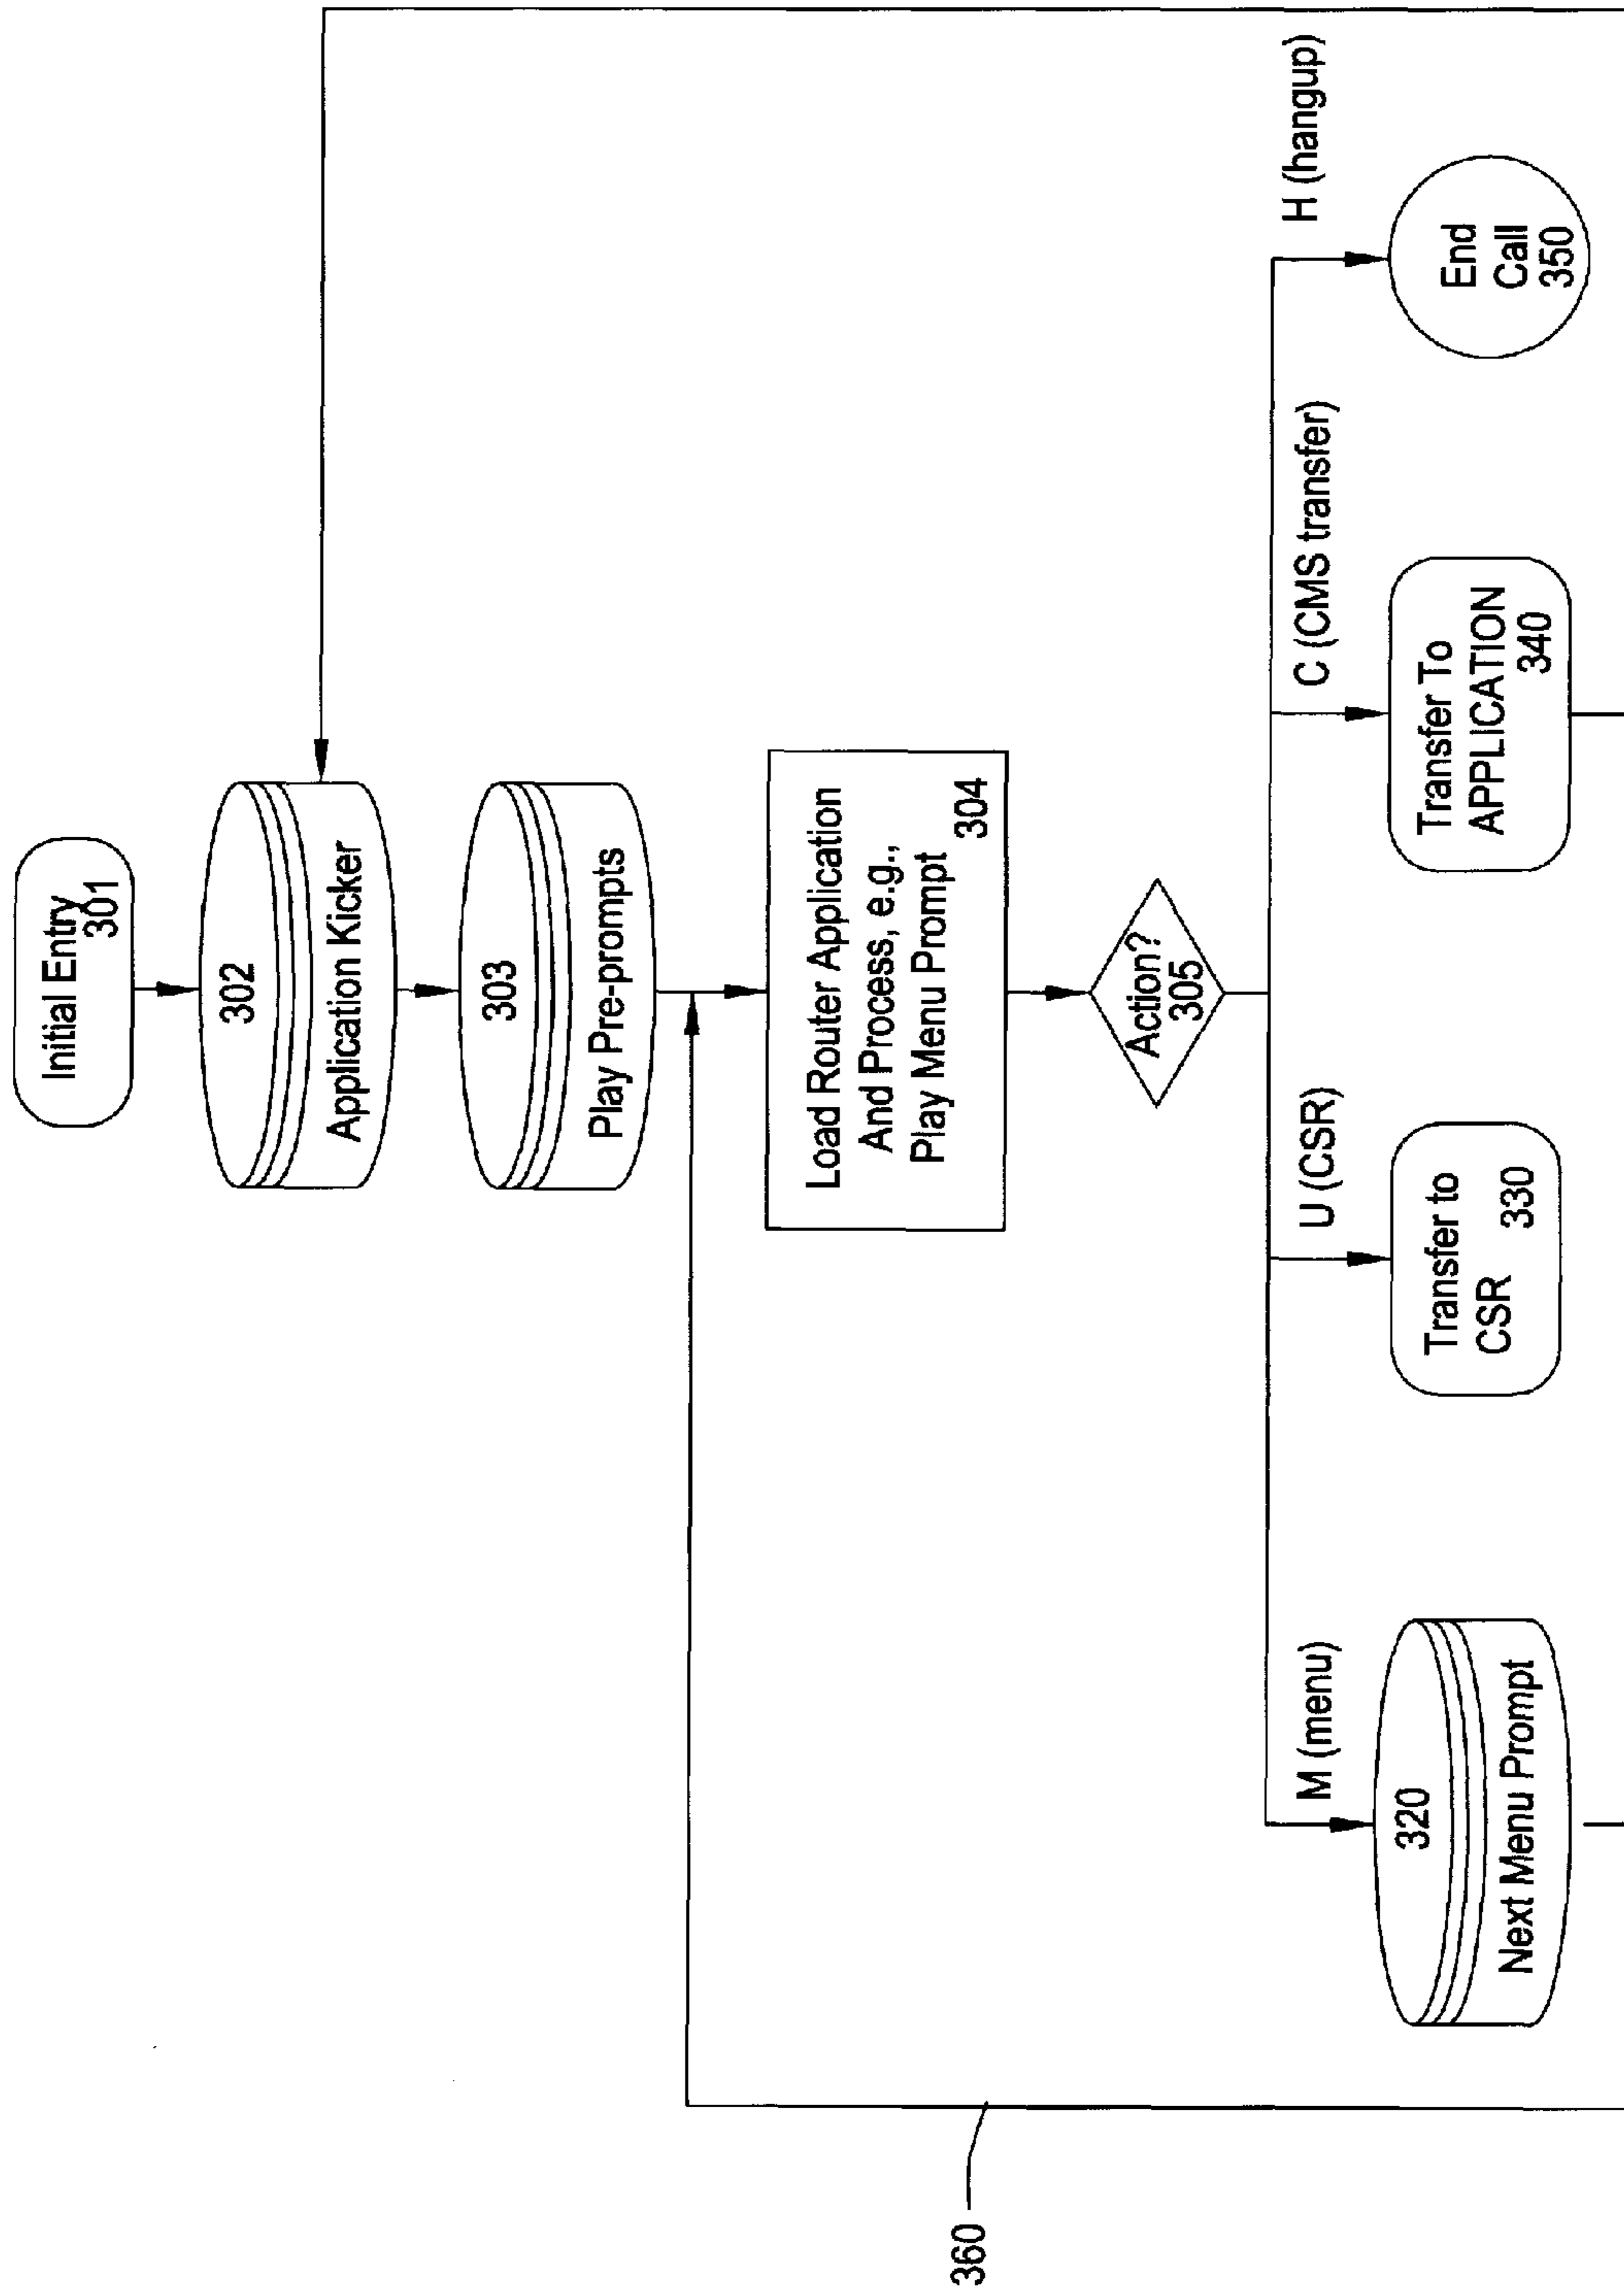 Initial Entry
301
302
Application Kicker
303
Play Pre-prompts
Load Router Application
And Process, e.g.,
Play Menu Prompt
304
Action?
305
M (menu)
U (CSR)
C (CMS transfer)
H (hangup)
320
Next Menu Prompt
Transfer to
CSR 330
Transfer To
APPLICATION
340
End
Call
350
360